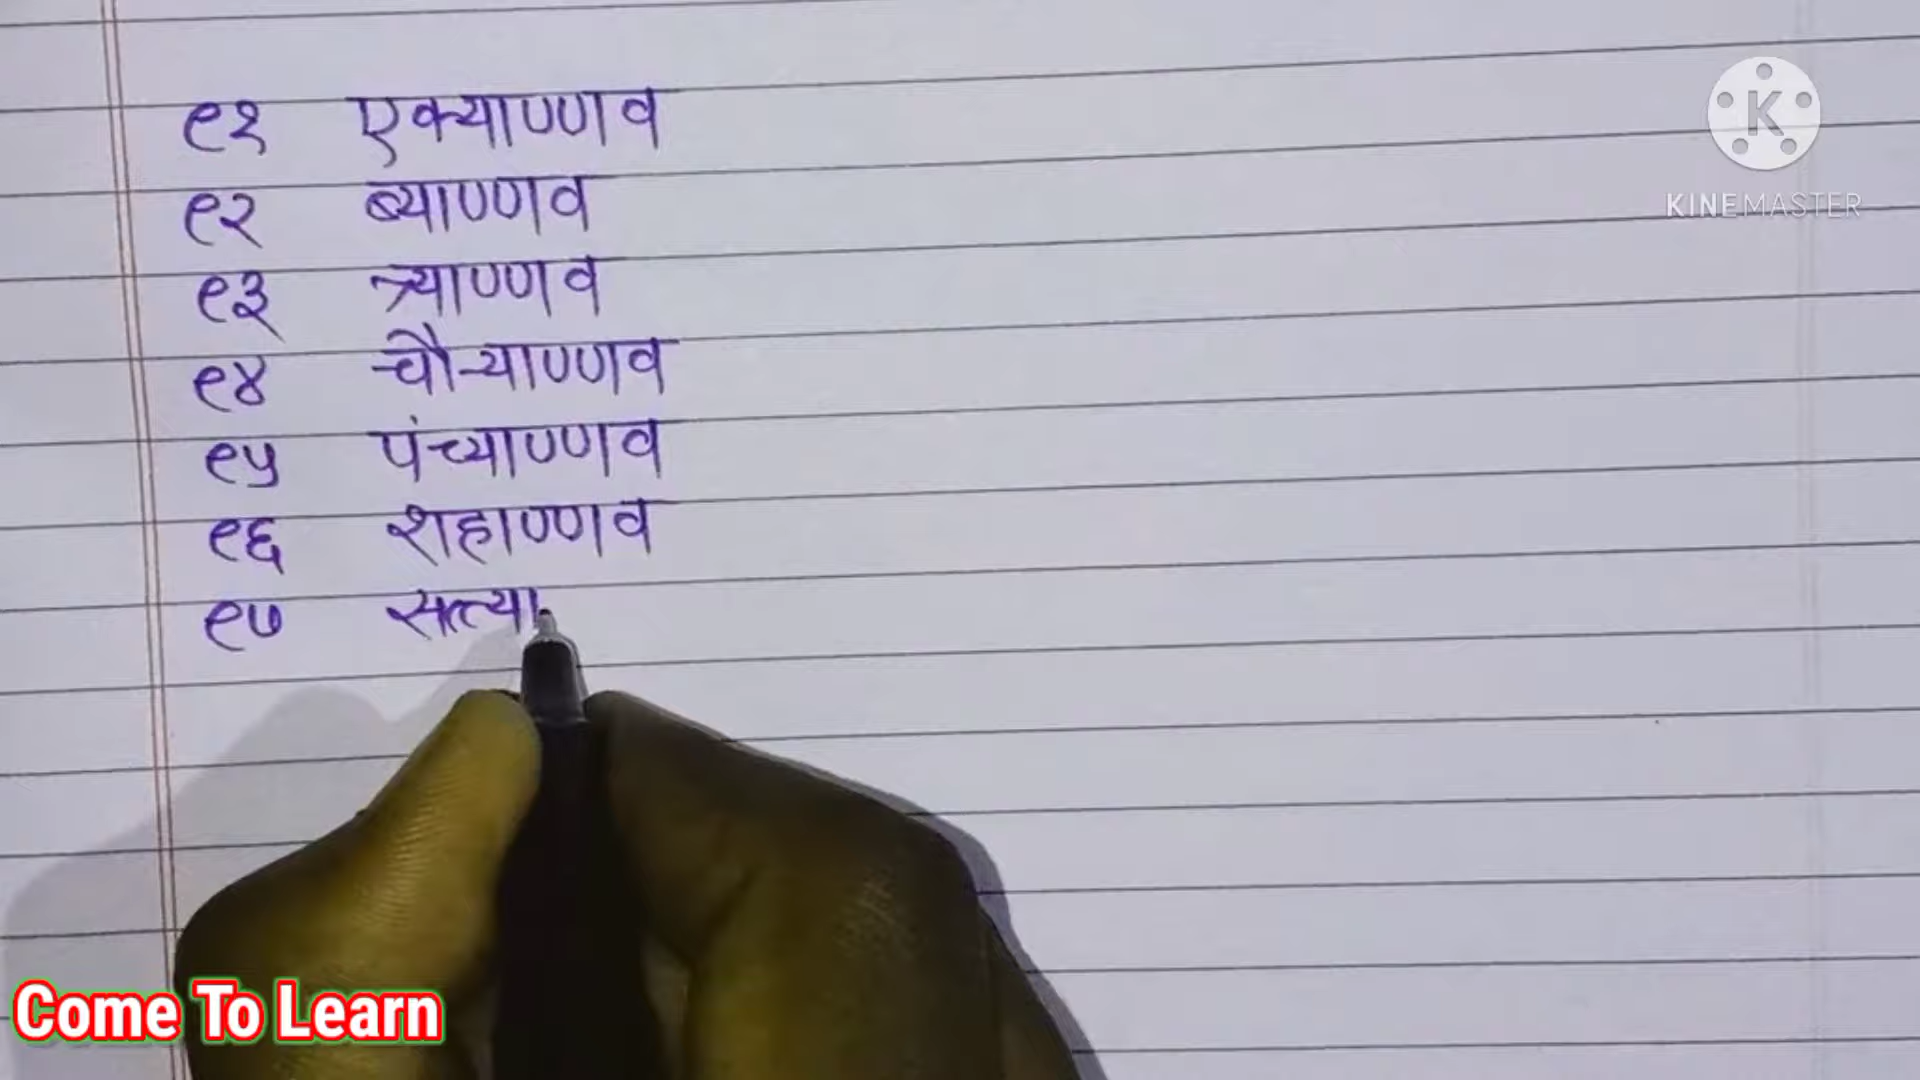 ९१ एक्याण्णव
९२ ब्याण्णव
९३ त्र्याण्णव
९४ चौऱ्याण्णव
९५ पंच्याण्णव
९६ शहाण्णव
९७ सत्त्या
K
KINEMASTER
Come To Learn